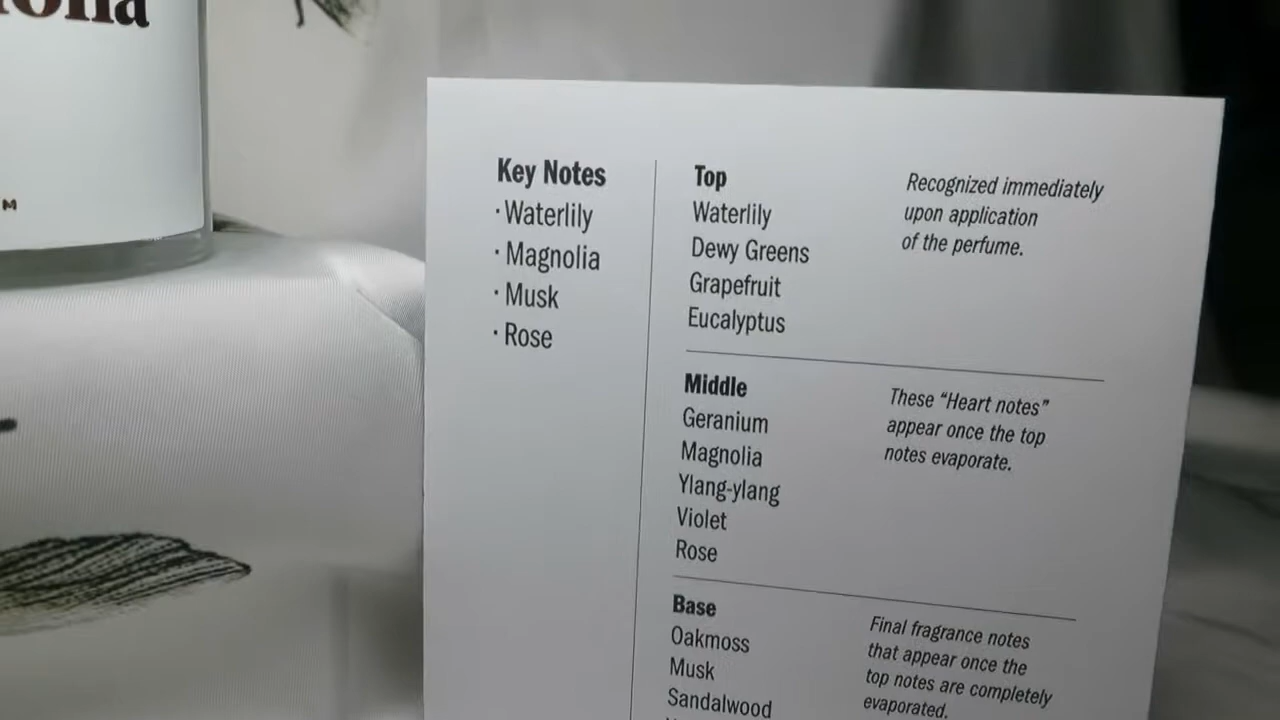 M
Key Notes
· Waterlily
· Magnolia
· Musk
· Rose
Top
Waterlily
Dewy Greens
Grapefruit
Eucalyptus
Recognized immediately
upon application
of the perfume.
Middle
Geranium
Magnolia
Ylang-ylang
Violet
Rose
These “Heart notes”
appear once the top
notes evaporate.
Base
Oakmoss
Musk
Sandalwood
Final fragrance notes
that appear once the
top notes are completely
evaporated.